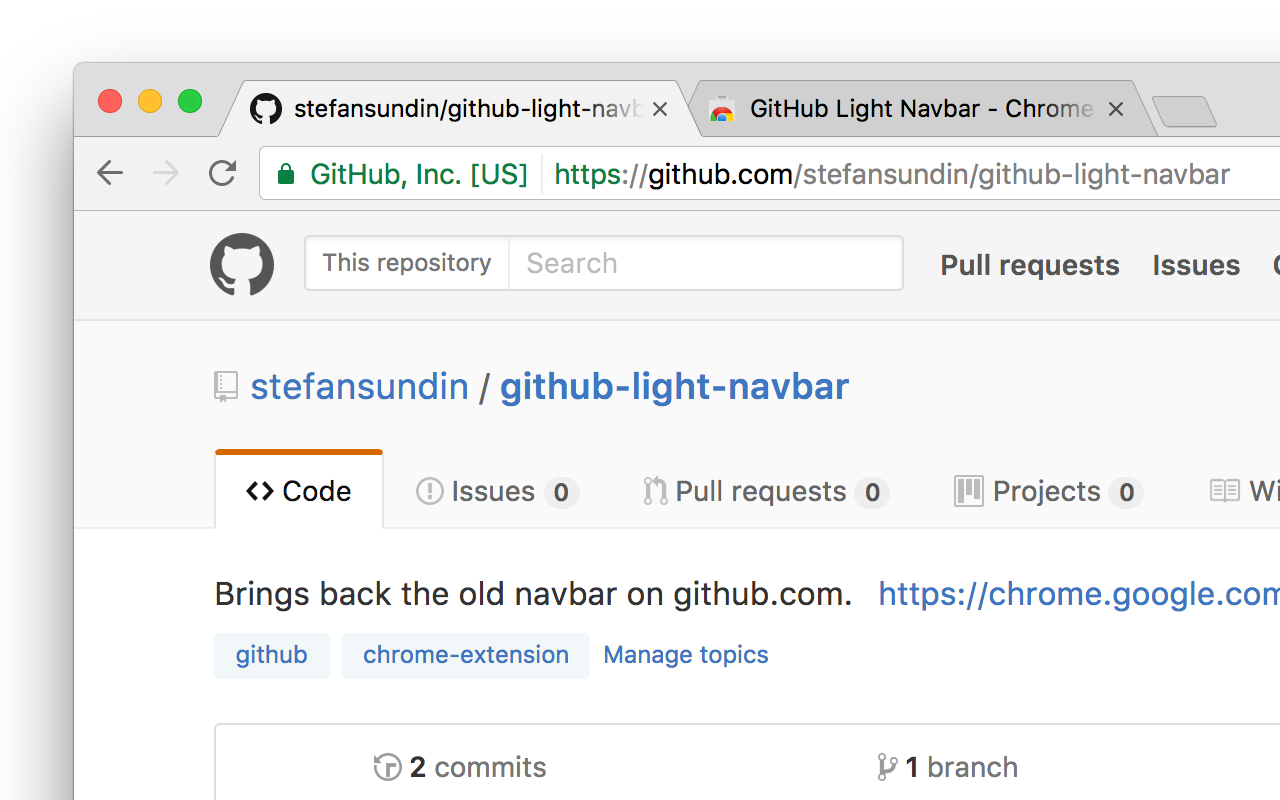 stefansundin/github-light-navb GitHub Light Navbar - Chrome
GitHub, Inc. [US] https://github.com/stefansundin/github-light-navbar
This repository Search Pull requests Issues
stefansundin / github-light-navbar
Code Issues 0 Pull requests 0 Projects 0 Wi
Brings back the old navbar on github.com. https://chrome.google.com
github chrome-extension Manage topics
2 commits 1 branch